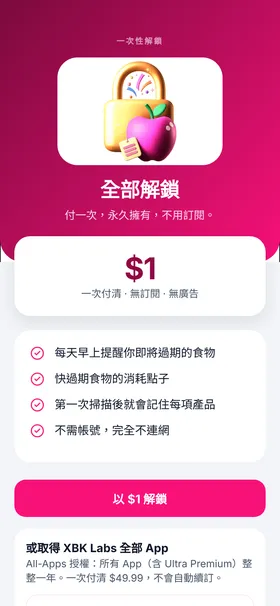 一次性解鎖
全部解鎖
付一次，永久擁有，不用訂閱。
$1
一次付清 · 無訂閱 · 無廣告
每天早上提醒你即將過期的食物
快過期食物的消耗點子
第一次掃描後就會記住每項產品
不需帳號，完全不連網
以 $1 解鎖
或取得 XBK Labs 全部 App
All-Apps 授權：所有 App（含 Ultra Premium）整
整一年。一次付清 $49.99，不會自動續訂。